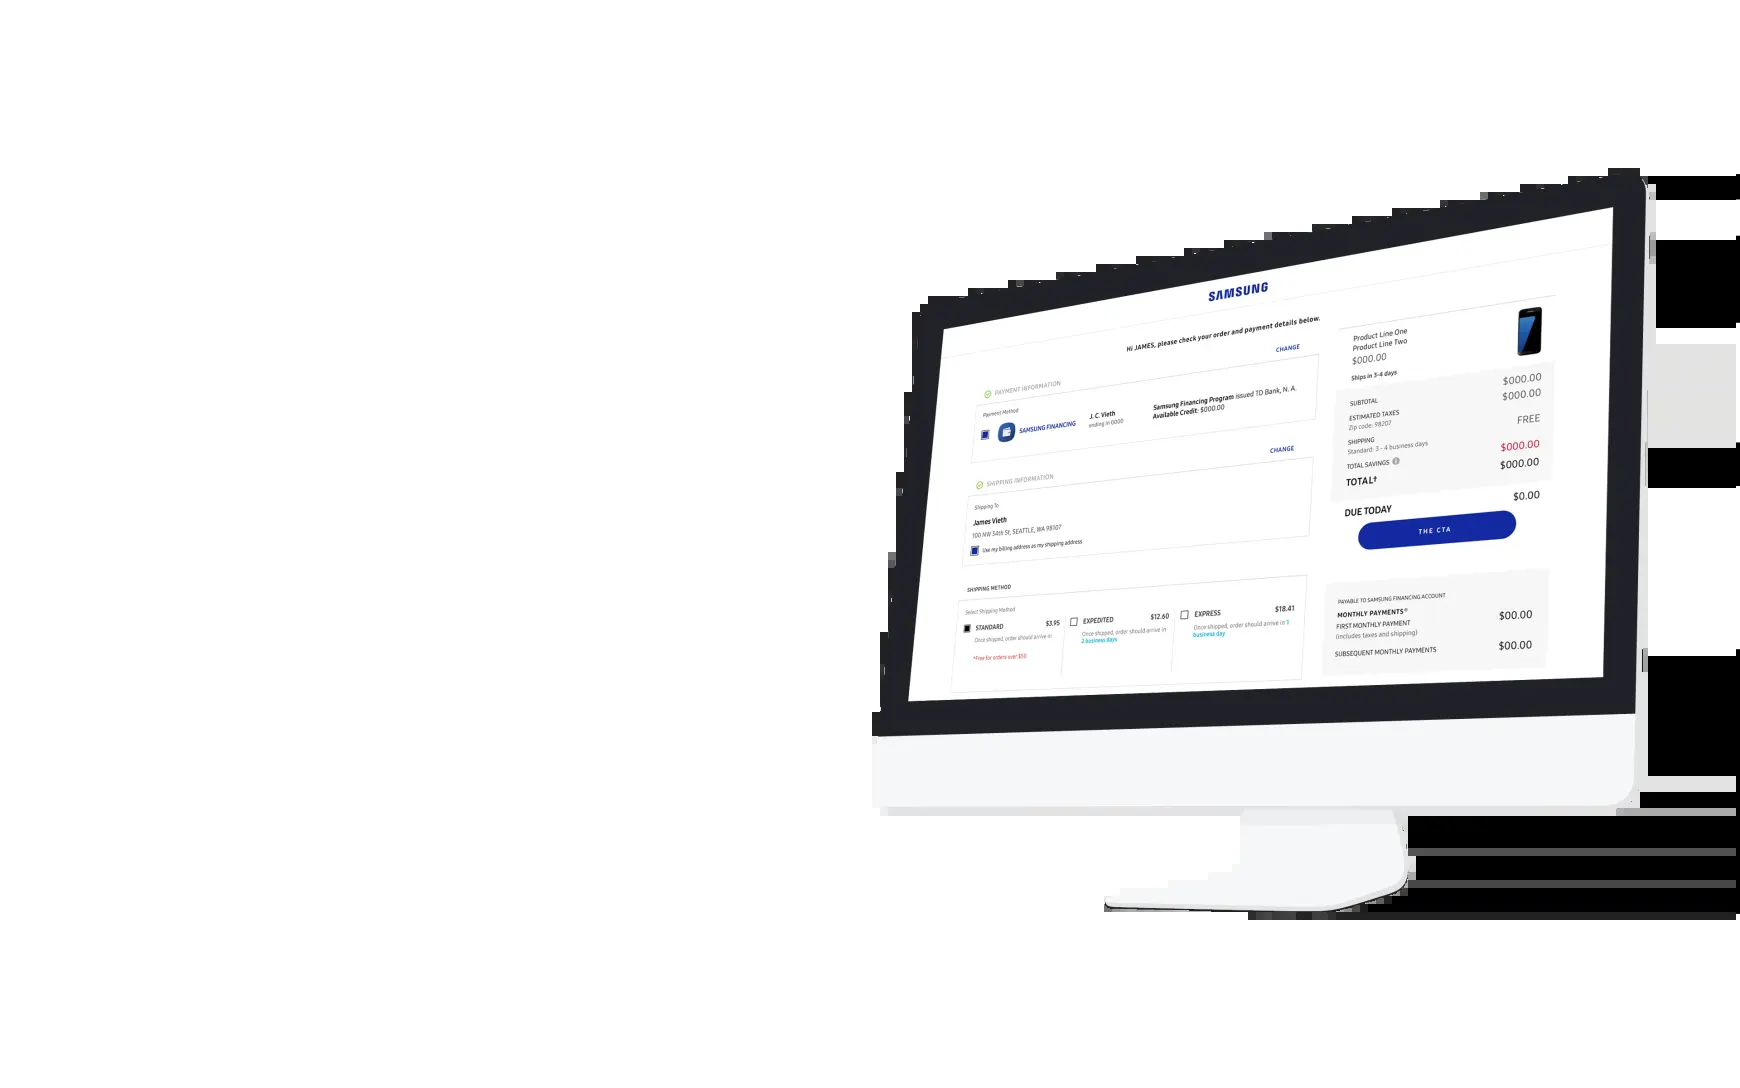 SAMSUNG
Hi JAMES, please check your order and payment details below.
PAYMENT INFORMATION
CHANGE
Payment Method
SAMSUNG FINANCING
J. C. Vieth
ending in 0000
Samsung Financing Program issued TD Bank, N. A.
Available Credit: $000.00
SHIPPING INFORMATION
CHANGE
Shipping To
James Vieth
100 NW 34th St, SEATTLE, WA 98107
Use my billing address as my shipping address
SHIPPING METHOD
Select Shipping Method
STANDARD $3.95
Once shipped, order should arrive in
*Free for orders over $50
EXPEDITED $12.60
Once shipped, order should arrive in
2 business days
EXPRESS $18.41
Once shipped, order should arrive in 1
business day
Product Line One
Product Line Two
$000.00
Ships in 3-4 days
SUBTOTAL $000.00
ESTIMATED TAXES $000.00
Zip code: 98207
SHIPPING FREE
Standard: 3 - 4 business days
TOTAL SAVINGS $000.00
TOTAL† $000.00
DUE TODAY $0.00
THE CTA
PAYABLE TO SAMSUNG FINANCING ACCOUNT
MONTHLY PAYMENTS°
FIRST MONTHLY PAYMENT $00.00
(includes taxes and shipping)
SUBSEQUENT MONTHLY PAYMENTS $00.00